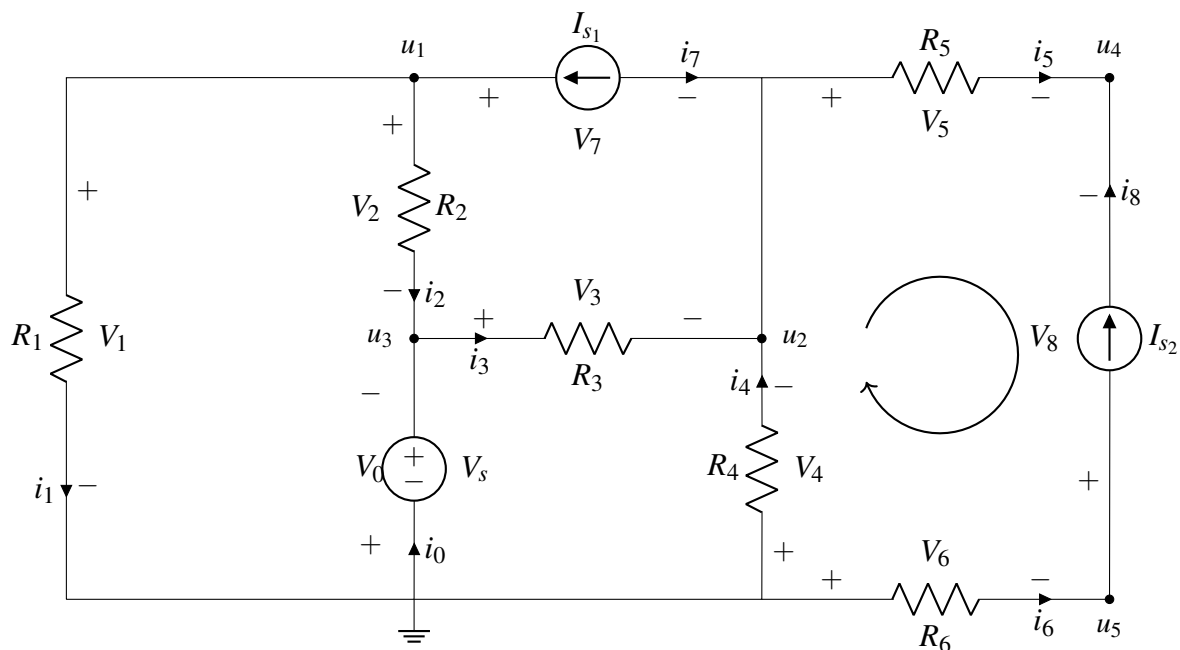 I_{s_1}
u_1
i_7
R_5
i_5
u_4
+
−
+
−
+
V_7
V_5
+
−
i_8
V_2
R_2
−
i_2
V_3
R_1
V_1
u_3
+
−
u_2
V_8
I_{s_2}
i_3
R_3
i_4
−
−
V_0
+
−
V_s
R_4
V_4
i_1
−
+
+
i_0
+
V_6
+
−
i_6
R_6
u_5